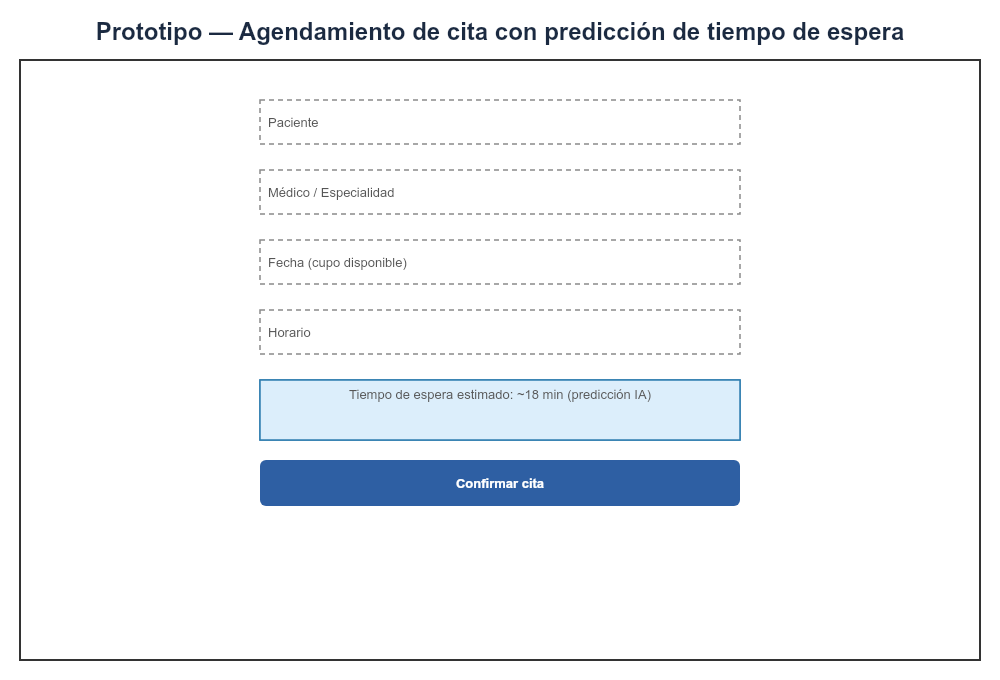 Prototipo — Agendamiento de cita con predicción de tiempo de espera
Paciente
Médico / Especialidad
Fecha (cupo disponible)
Horario
Tiempo de espera estimado: ~18 min (predicción IA)
Confirmar cita